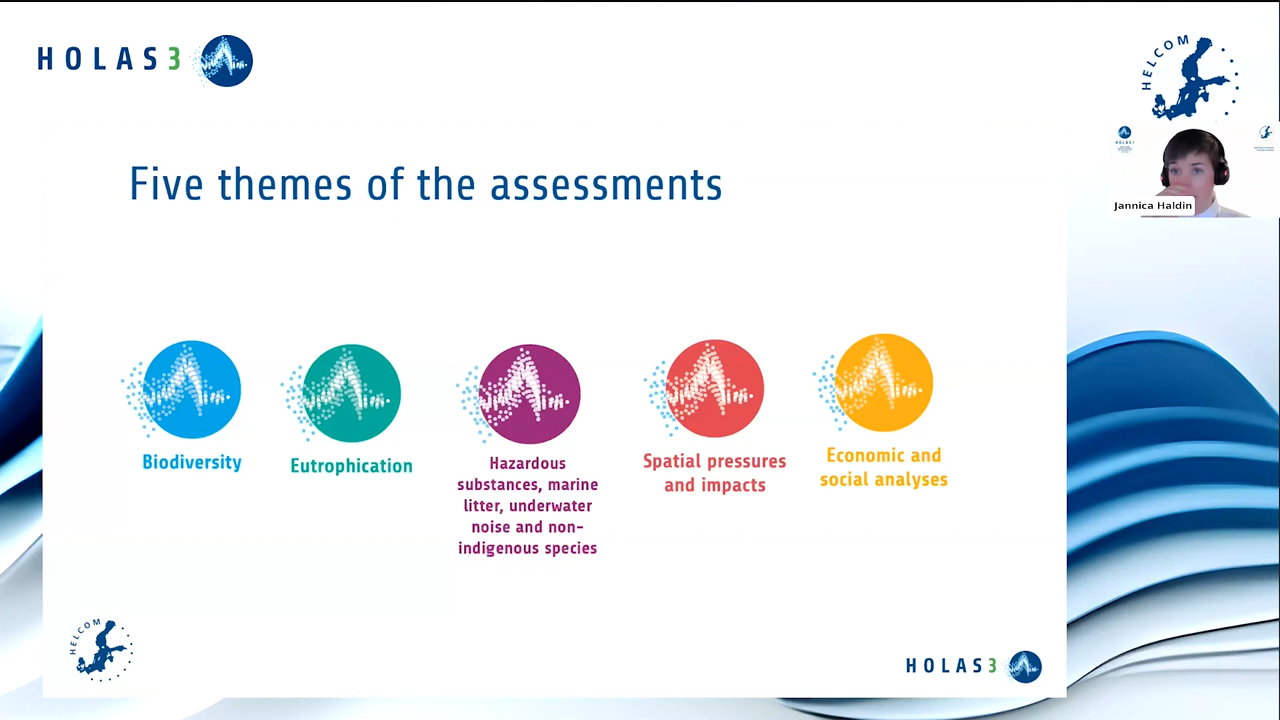 HOLAS3
HELCOM
Five themes of the assessments
HOLAS3
Jannica Haldin
Biodiversity
Eutrophication
Hazardous
substances, marine
litter, underwater
noise and non-
indigenous species
Spatial pressures
and impacts
Economic and
social analyses
HELCOM
HOLAS3